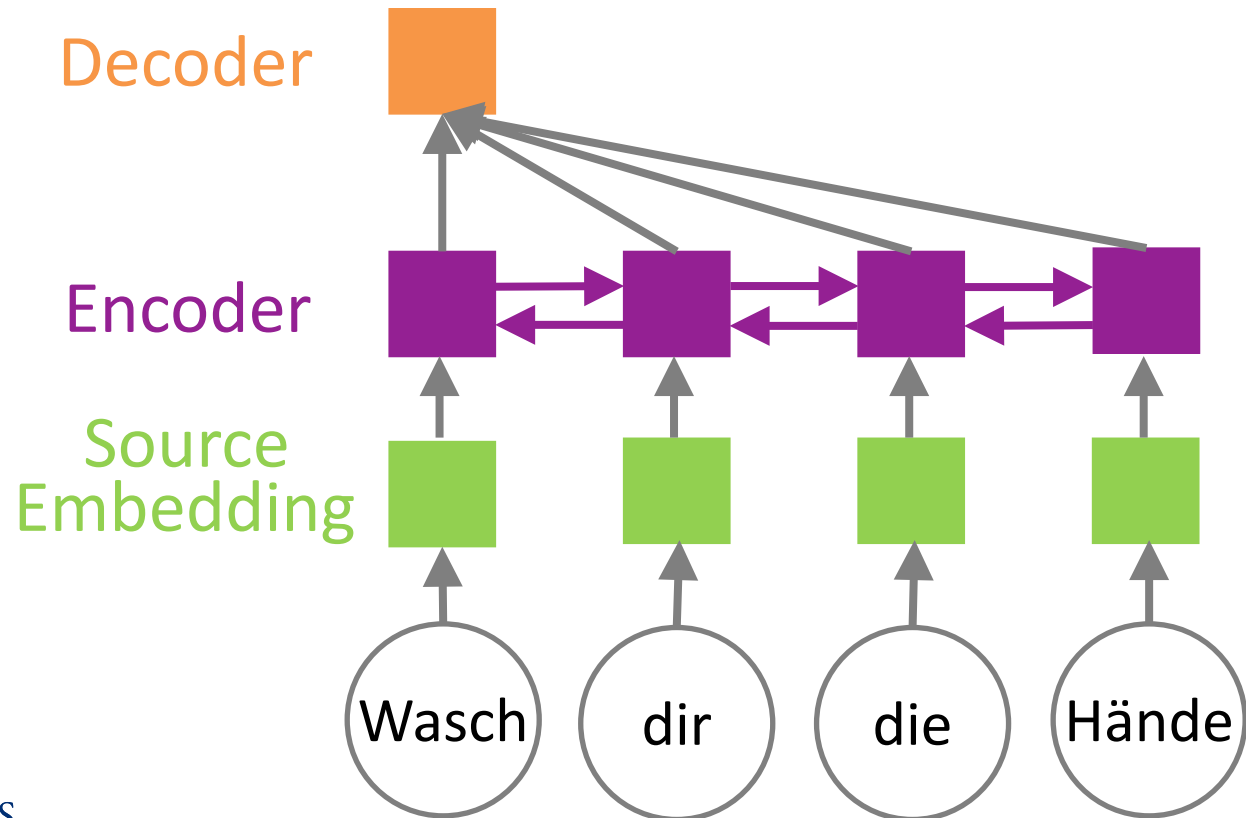 Decoder
Encoder
Source
Embedding
Wasch dir die Hände
s